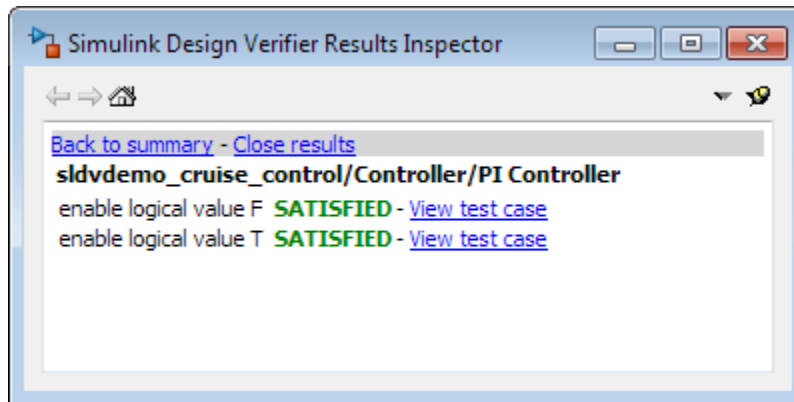 Simulink Design Verifier Results Inspector
Back to summary - Close results
sldvdemo_cruise_control/Controller/PI Controller
enable logical value F SATISFIED - View test case
enable logical value T SATISFIED - View test case